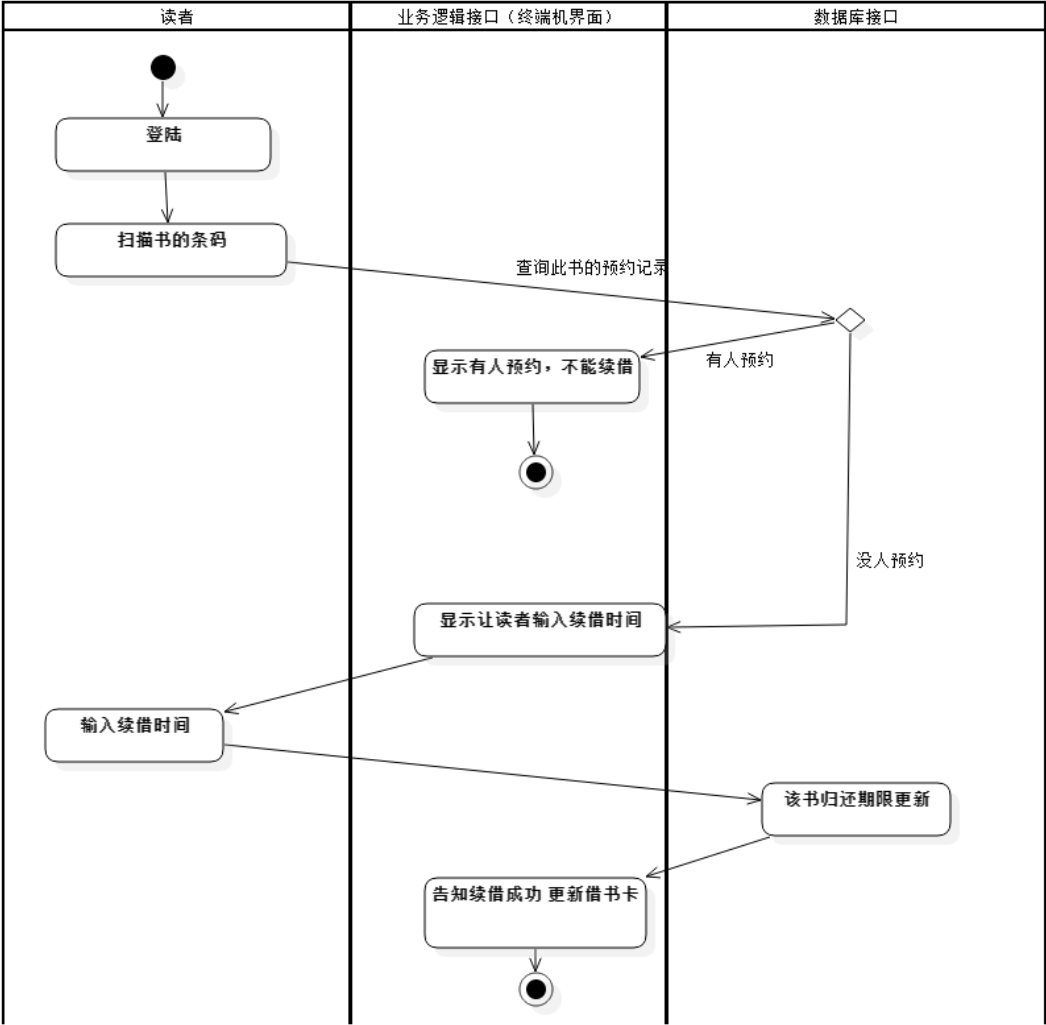 读者
业务逻辑接口（终端机界面）
数据库接口
登陆
扫描书的条码
查询此书的预约记录
有人预约
显示有人预约，不能续借
没人预约
显示让读者输入续借时间
输入续借时间
该书归还期限更新
告知续借成功 更新借书卡